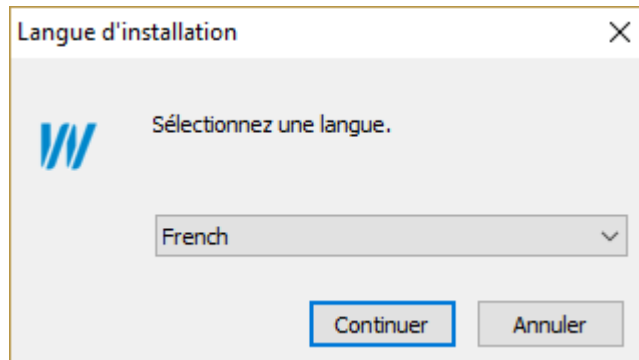 Langue d'installation
Sélectionnez une langue.
French
Continuer
Annuler